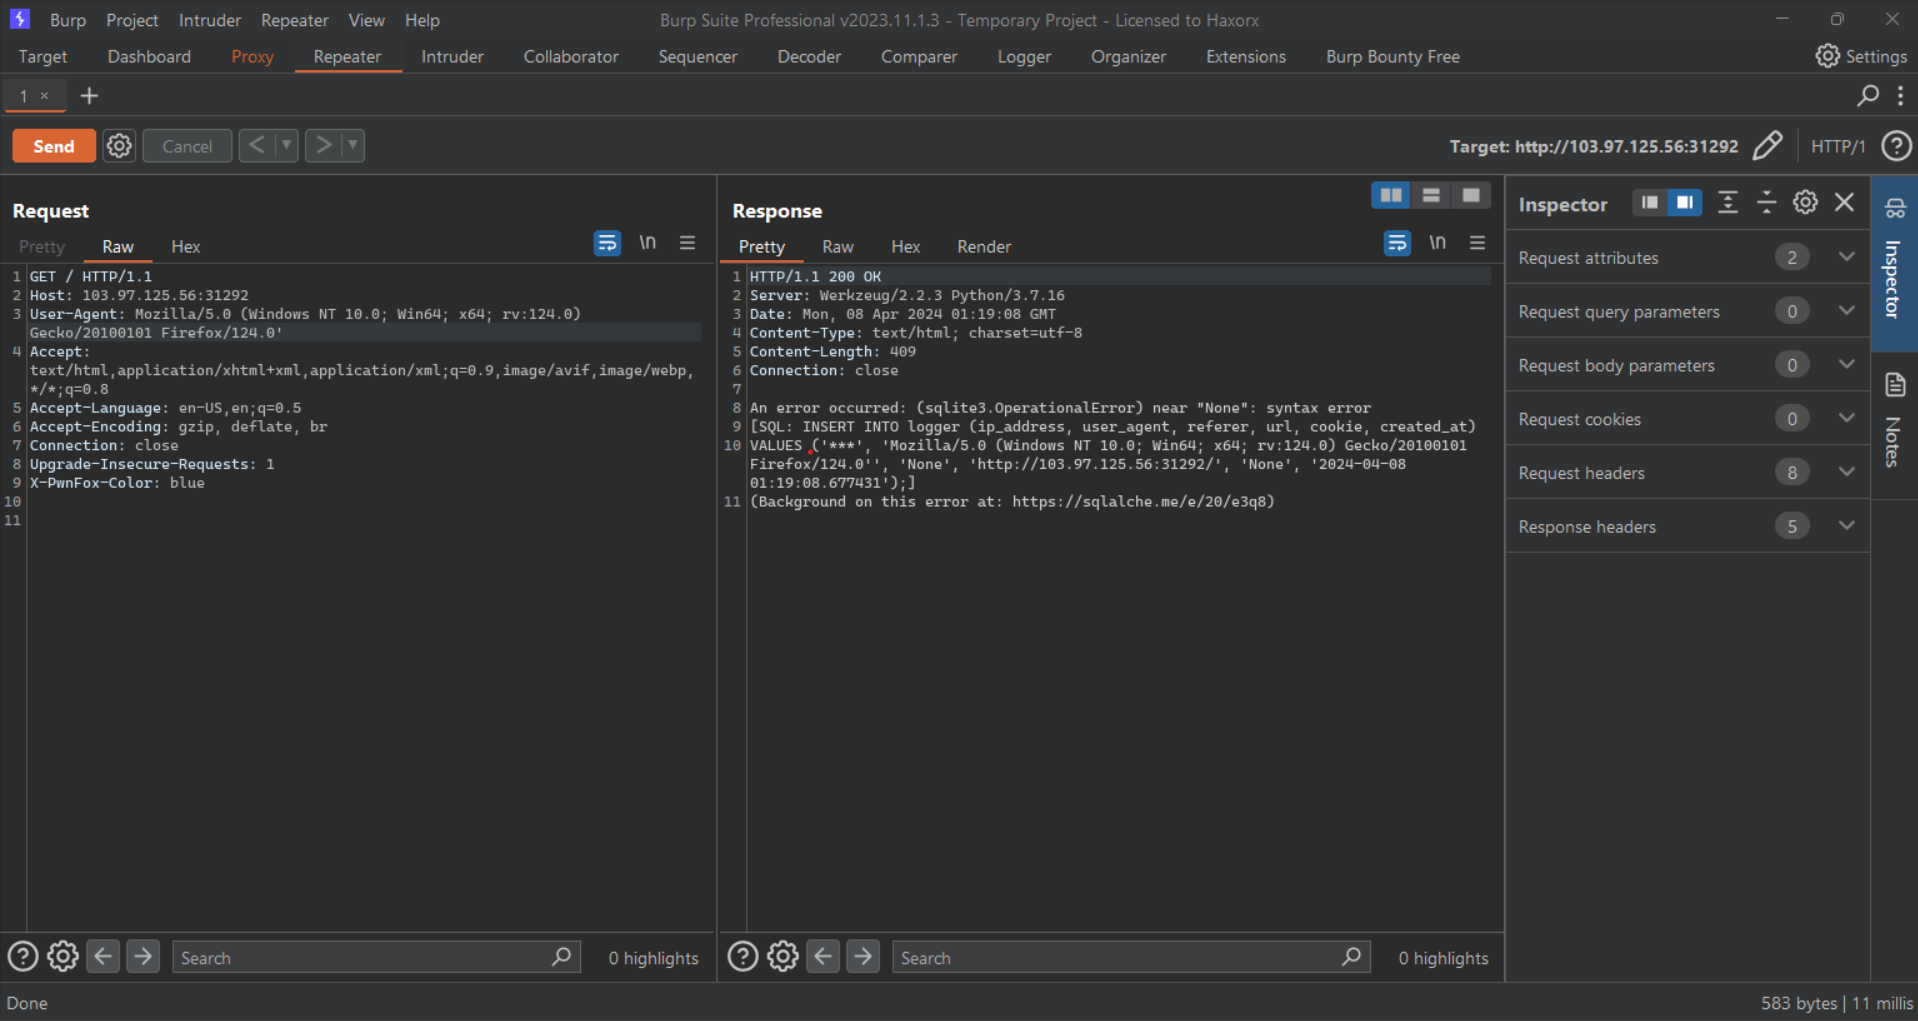 Burp Project Intruder Repeater View Help
Burp Suite Professional v2023.11.1.3 - Temporary Project - Licensed to Haxorx
Target Dashboard Proxy Repeater Intruder Collaborator Sequencer Decoder Comparer Logger Organizer Extensions Burp Bounty Free Settings
1 × +
Send Cancel < > Target: http://103.97.125.56:31292 HTTP/1
Request
Pretty Raw Hex \n
1 GET / HTTP/1.1
2 Host: 103.97.125.56:31292
3 User-Agent: Mozilla/5.0 (Windows NT 10.0; Win64; x64; rv:124.0)
Gecko/20100101 Firefox/124.0'
4 Accept:
text/html,application/xhtml+xml,application/xml;q=0.9,image/avif,image/webp,
*/*;q=0.8
5 Accept-Language: en-US,en;q=0.5
6 Accept-Encoding: gzip, deflate, br
7 Connection: close
8 Upgrade-Insecure-Requests: 1
9 X-PwnFox-Color: blue
10
11
Search 0 highlights
Response
Pretty Raw Hex Render \n
1 HTTP/1.1 200 OK
2 Server: Werkzeug/2.2.3 Python/3.7.16
3 Date: Mon, 08 Apr 2024 01:19:08 GMT
4 Content-Type: text/html; charset=utf-8
5 Content-Length: 409
6 Connection: close
7
8 An error occurred: (sqlite3.OperationalError) near "None": syntax error
9 [SQL: INSERT INTO logger (ip_address, user_agent, referer, url, cookie, created_at)
10 VALUES ('***', 'Mozilla/5.0 (Windows NT 10.0; Win64; x64; rv:124.0) Gecko/20100101
Firefox/124.0'', 'None', 'http://103.97.125.56:31292/', 'None', '2024-04-08
01:19:08.677431');]
11 (Background on this error at: https://sqlalche.me/e/20/e3q8)
Search 0 highlights
Inspector
Request attributes 2
Request query parameters 0
Request body parameters 0
Request cookies 0
Request headers 8
Response headers 5
Inspector
Notes
Done
583 bytes | 11 millis